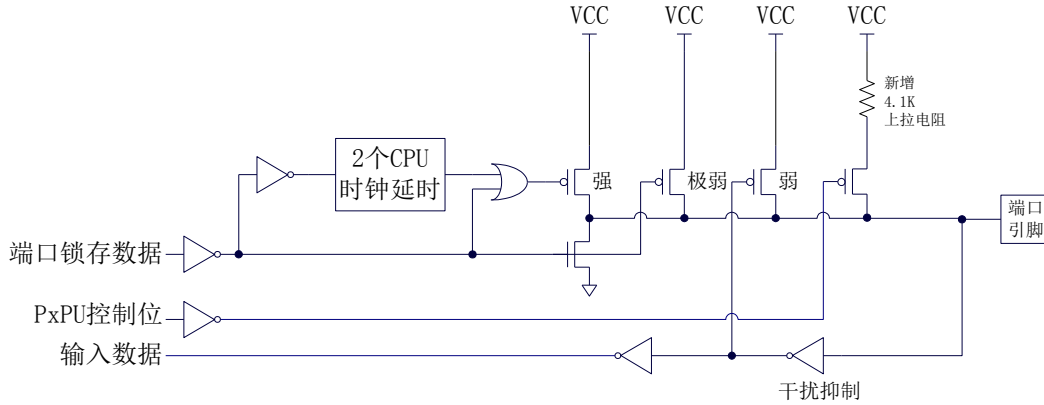 VCC
VCC
VCC
VCC
新增
4.1K
上拉电阻
2个CPU
时钟延时
强
极弱
弱
端口
引脚
端口锁存数据
PxPU控制位
输入数据
干扰抑制